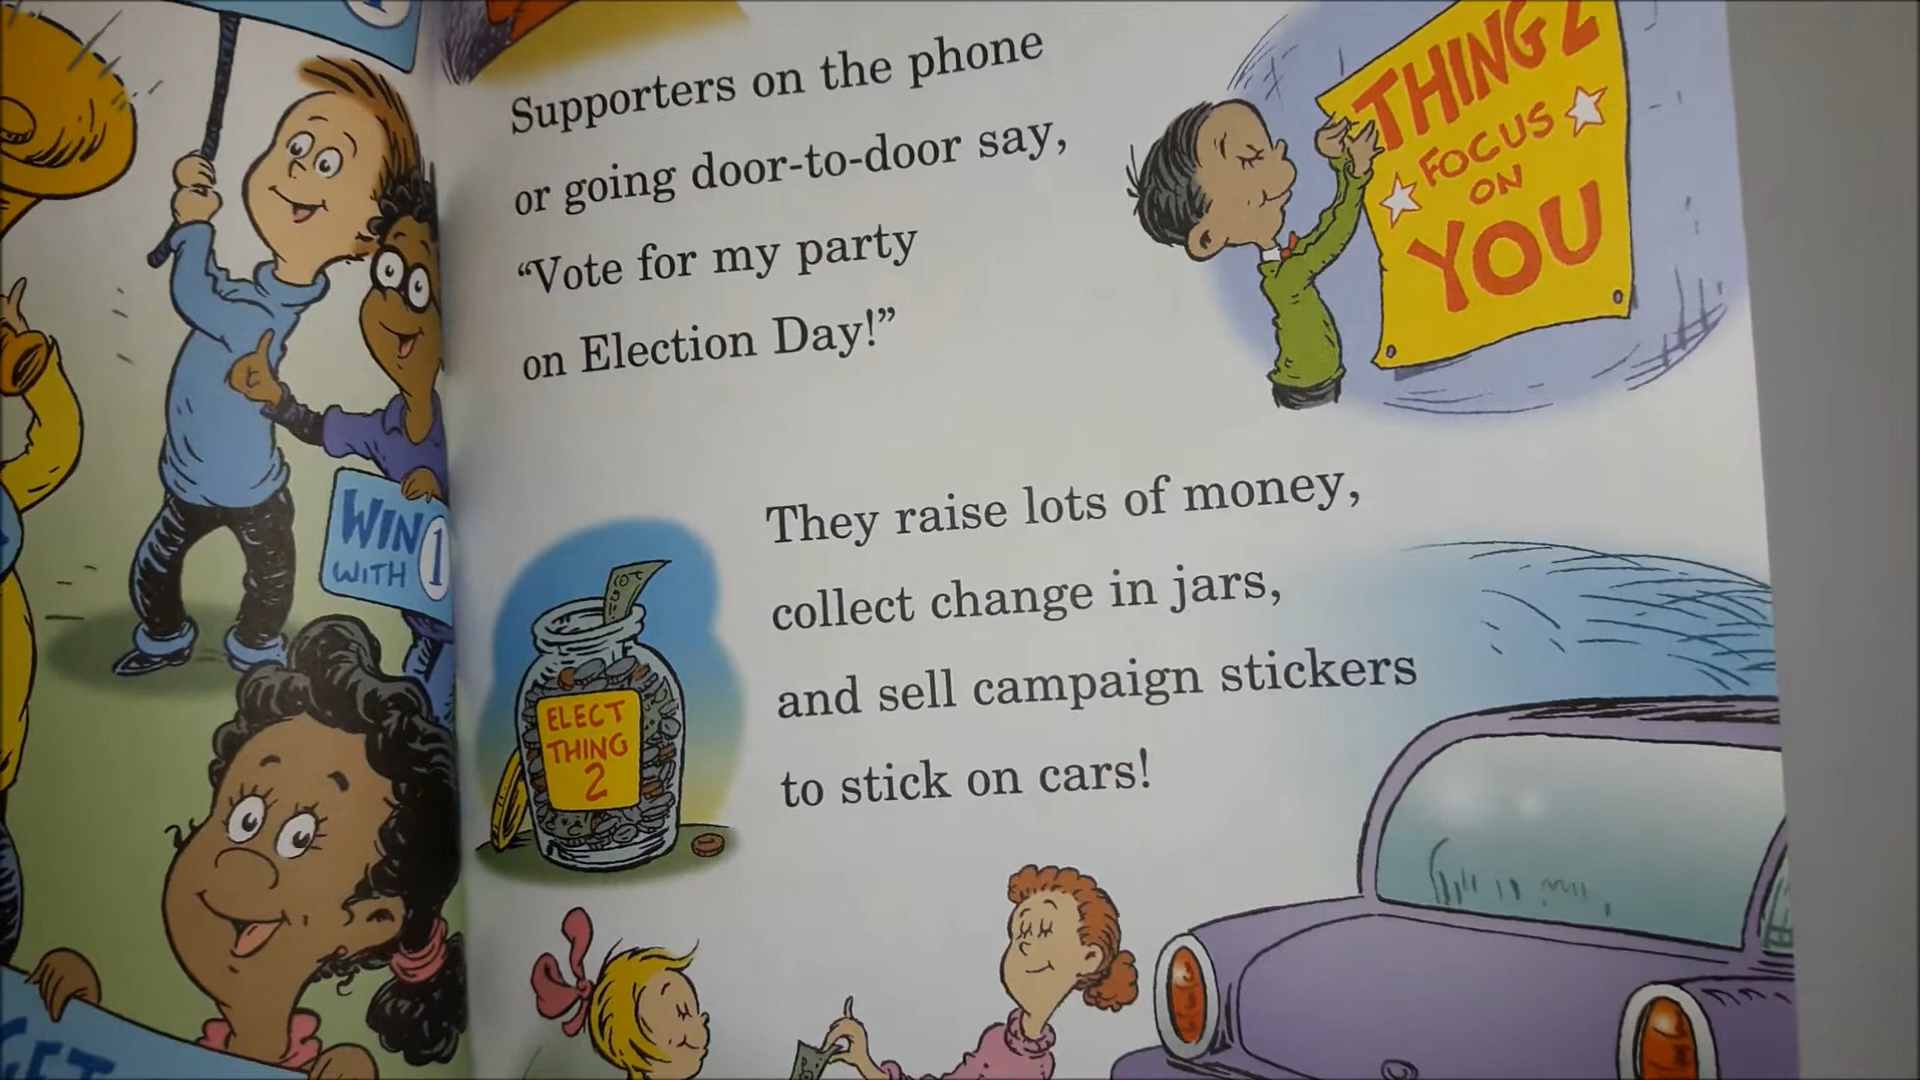 1
WIN
WITH 1
GET
Supporters on the phone
or going door-to-door say,
“Vote for my party
on Election Day!”
THING 2
FOCUS
ON
YOU
They raise lots of money,
collect change in jars,
and sell campaign stickers
to stick on cars!
ELECT
THING
2